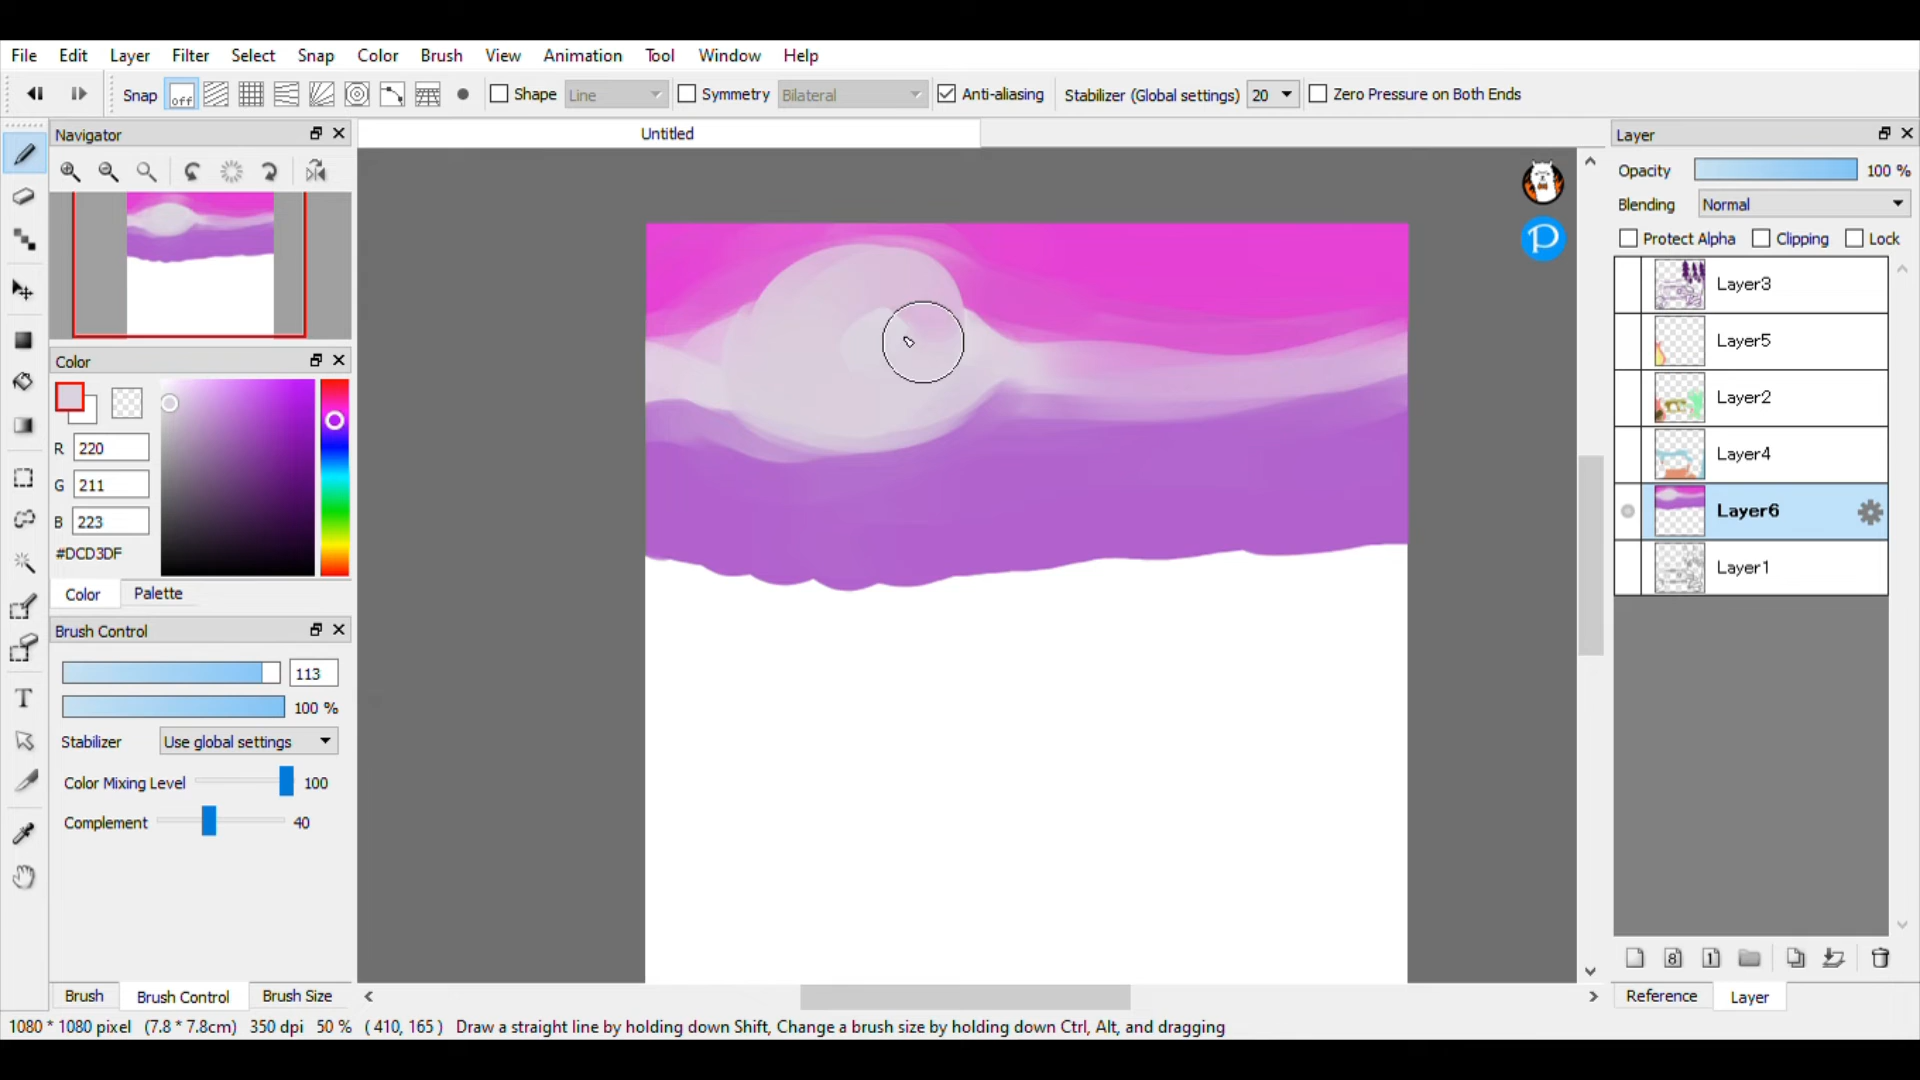 File Edit Layer Filter Select Snap Color Brush View Animation Tool Window Help
Snap off Shape Line Symmetry Bilateral Anti-aliasing Stabilizer (Global settings) 20 Zero Pressure on Both Ends
Navigator
Untitled
Layer
Opacity 100 %
Blending Normal
Protect Alpha Clipping Lock
Layer3
Layer5
Layer2
Layer4
Layer6
Layer1
Color
R 220
G 211
B 223
#DCD3DF
Color Palette
Brush Control
113
100 %
Stabilizer Use global settings
Color Mixing Level 100
Complement 40
Brush Brush Control Brush Size
Reference Layer
1080 * 1080 pixel (7.8 * 7.8cm) 350 dpi 50 % ( 410, 165 ) Draw a straight line by holding down Shift, Change a brush size by holding down Ctrl, Alt, and dragging